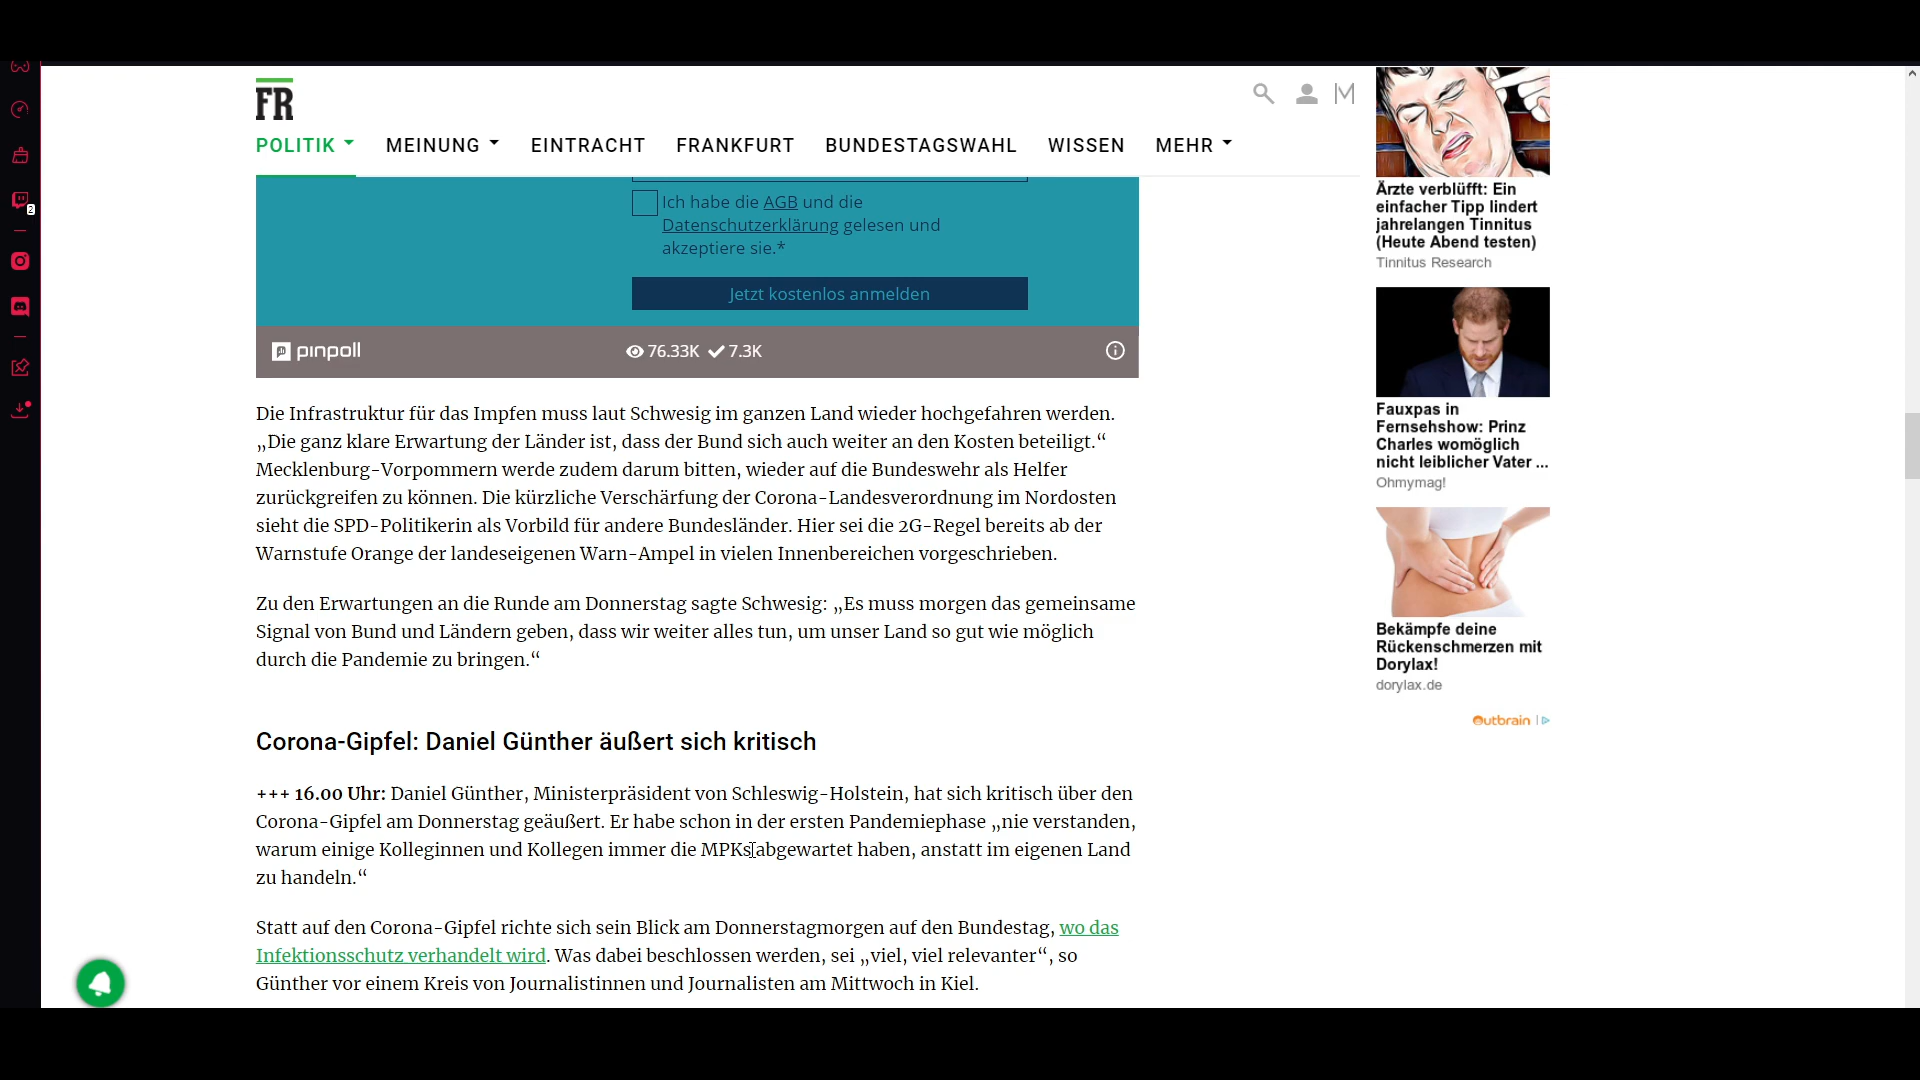 FR
POLITIK
MEINUNG
EINTRACHT
FRANKFURT
BUNDESTAGSWAHL
WISSEN
MEHR
2
Ich habe die AGB und die
Datenschutzerklärung gelesen und
akzeptiere sie.*
Jetzt kostenlos anmelden
pinpoll
76.33K
7.3K
Die Infrastruktur für das Impfen muss laut Schwesig im ganzen Land wieder hochgefahren werden.
„Die ganz klare Erwartung der Länder ist, dass der Bund sich auch weiter an den Kosten beteiligt.“
Mecklenburg-Vorpommern werde zudem darum bitten, wieder auf die Bundeswehr als Helfer
zurückgreifen zu können. Die kürzliche Verschärfung der Corona-Landesverordnung im Nordosten
sieht die SPD-Politikerin als Vorbild für andere Bundesländer. Hier sei die 2G-Regel bereits ab der
Warnstufe Orange der landeseigenen Warn-Ampel in vielen Innenbereichen vorgeschrieben.
Zu den Erwartungen an die Runde am Donnerstag sagte Schwesig: „Es muss morgen das gemeinsame
Signal von Bund und Ländern geben, dass wir weiter alles tun, um unser Land so gut wie möglich
durch die Pandemie zu bringen.“
Corona-Gipfel: Daniel Günther äußert sich kritisch
+++ 16.00 Uhr: Daniel Günther, Ministerpräsident von Schleswig-Holstein, hat sich kritisch über den
Corona-Gipfel am Donnerstag geäußert. Er habe schon in der ersten Pandemiephase „nie verstanden,
warum einige Kolleginnen und Kollegen immer die MPKs abgewartet haben, anstatt im eigenen Land
zu handeln.“
Statt auf den Corona-Gipfel richte sich sein Blick am Donnerstagmorgen auf den Bundestag, wo das
Infektionsschutz verhandelt wird. Was dabei beschlossen werden, sei „viel, viel relevanter“, so
Günther vor einem Kreis von Journalistinnen und Journalisten am Mittwoch in Kiel.
Ärzte verblüfft: Ein
einfacher Tipp lindert
jahrelangen Tinnitus
(Heute Abend testen)
Tinnitus Research
Fauxpas in
Fernsehshow: Prinz
Charles womöglich
nicht leiblicher Vater ...
Ohmymag!
Bekämpfe deine
Rückenschmerzen mit
Dorylax!
dorylax.de
Outbrain